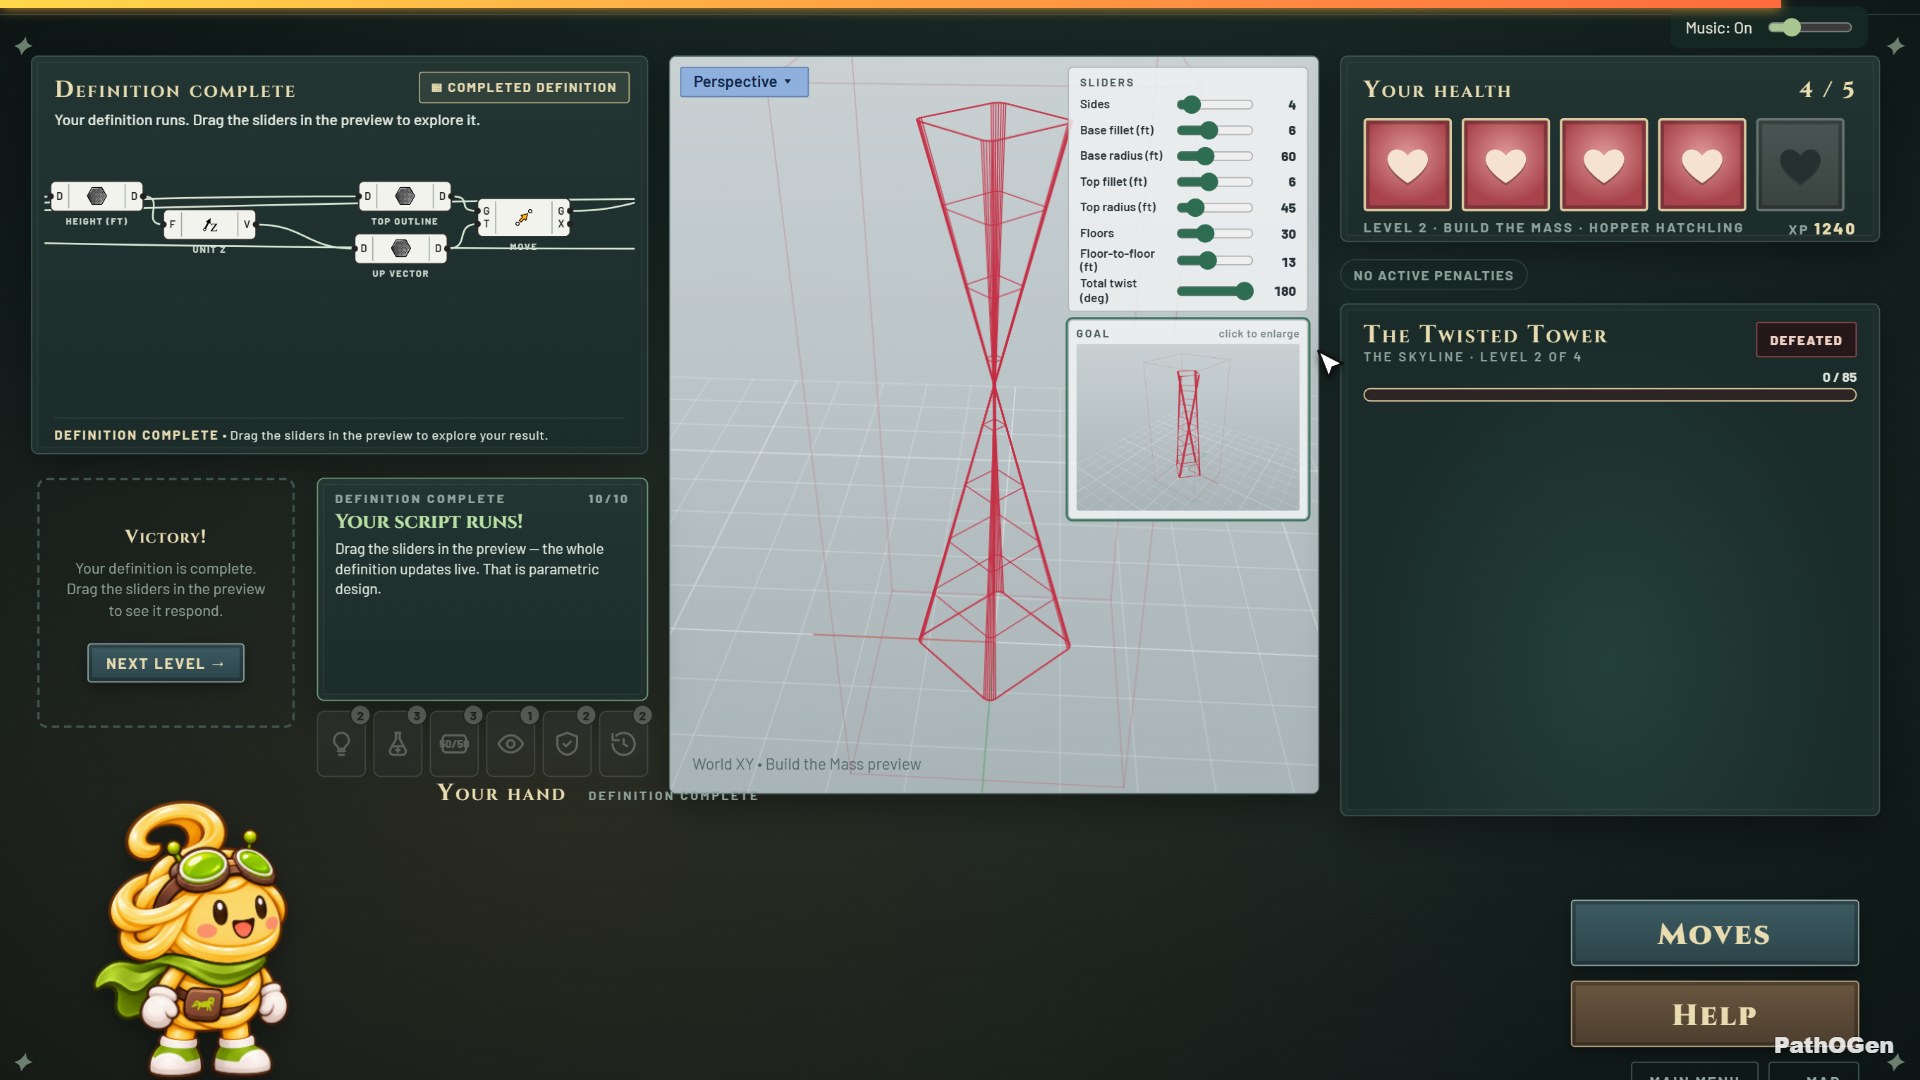 Music: On
Definition complete
COMPLETED DEFINITION
Your definition runs. Drag the sliders in the preview to explore it.
D D
HEIGHT (FT)
F V
UNIT Z
D D
TOP OUTLINE
D D
UP VECTOR
G G
T X
MOVE
DEFINITION COMPLETE • Drag the sliders in the preview to explore your result.
Victory!
Your definition is complete.
Drag the sliders in the preview
to see it respond.
NEXT LEVEL →
DEFINITION COMPLETE 10/10
YOUR SCRIPT RUNS!
Drag the sliders in the preview — the whole
definition updates live. That is parametric
design.
2 3 3 1 2 2
50/50
Your hand DEFINITION COMPLETE
Perspective
SLIDERS
Sides 4
Base fillet (ft) 6
Base radius (ft) 60
Top fillet (ft) 6
Top radius (ft) 45
Floors 30
Floor-to-floor
(ft) 13
Total twist
(deg) 180
GOAL click to enlarge
World XY • Build the Mass preview
Your health 4 / 5
LEVEL 2 · BUILD THE MASS · HOPPER HATCHLING XP 1240
NO ACTIVE PENALTIES
The Twisted Tower
DEFEATED
THE SKYLINE · LEVEL 2 OF 4
0 / 85
Moves
Help
PathOGen
MAIN MENU MAP